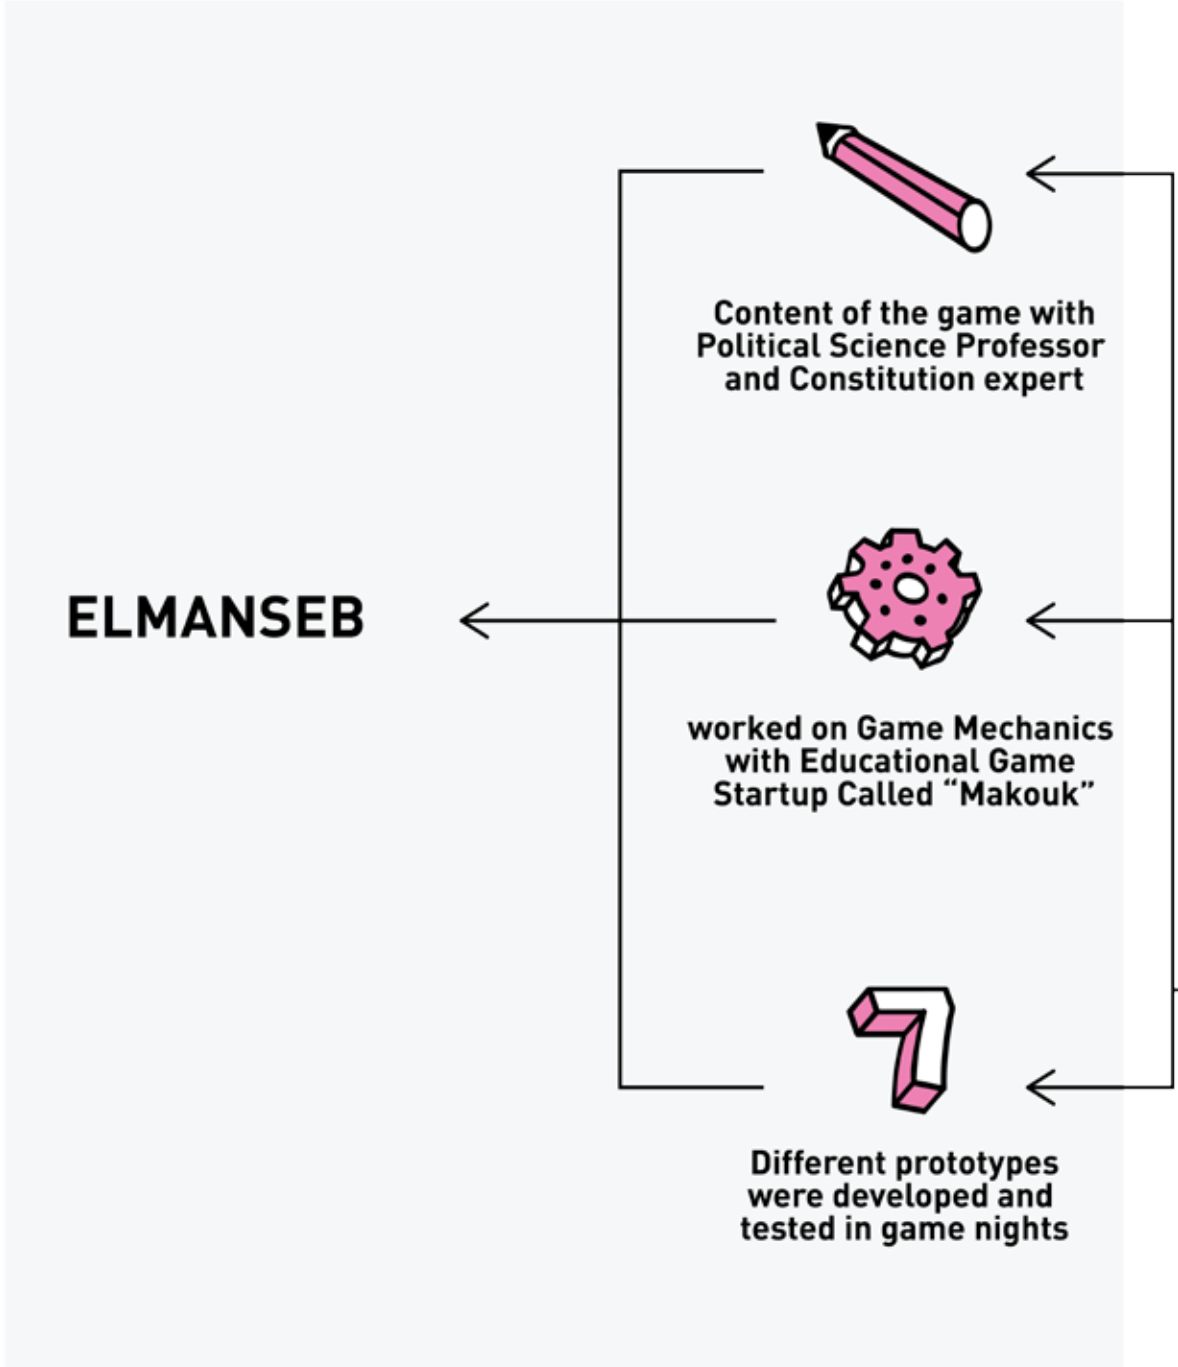 Content of the game with
Political Science Professor
and Constitution expert
ELMANSEB
worked on Game Mechanics
with Educational Game
Startup Called “Makouk”
7
Different prototypes
were developed and
tested in game nights